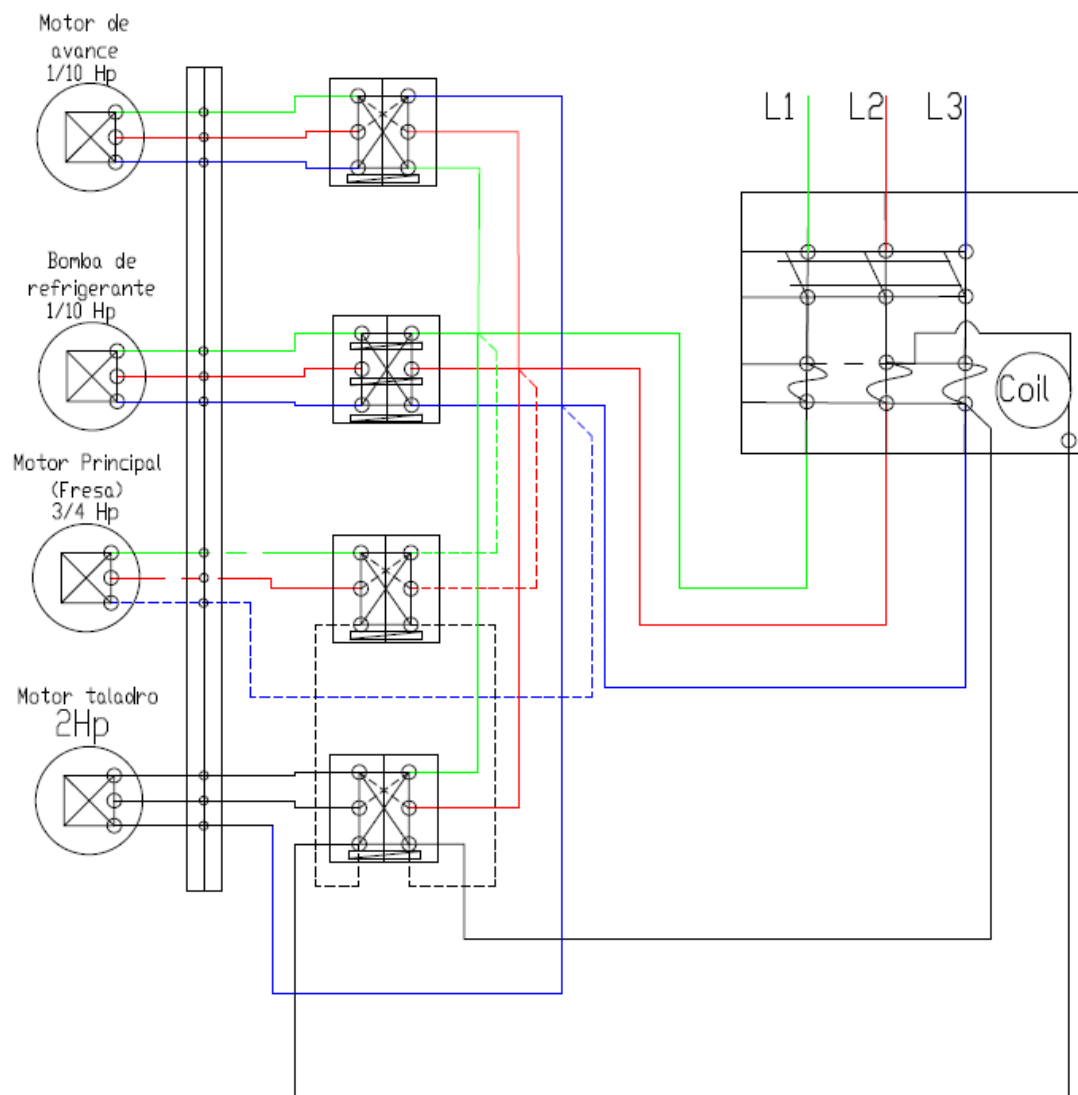 Motor de
avance
1/10 Hp
L1 L2 L3
Bomba de
refrigerante
1/10 Hp
Coil
Motor Principal
(Fresa)
3/4 Hp
Motor taladro
2Hp